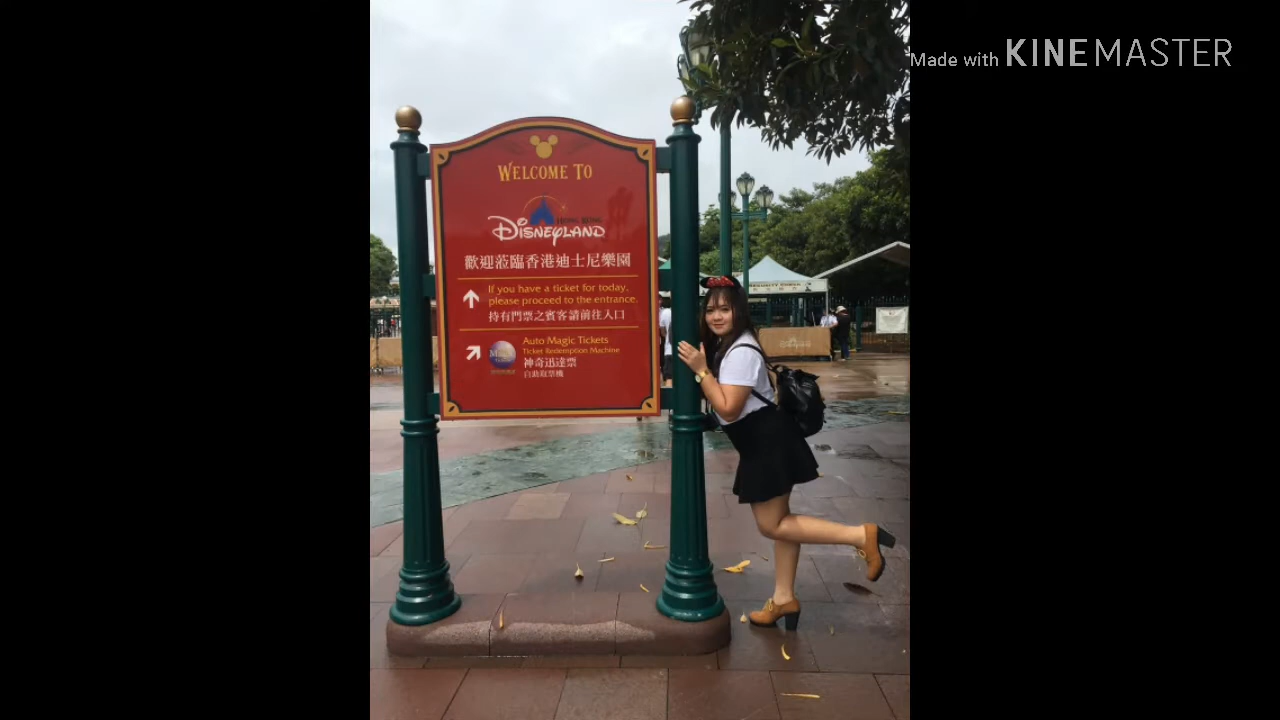 Made with KINEMASTER
WELCOME TO
HONG KONG
DISNEYLAND
歡迎蒞臨香港迪士尼樂園
If you have a ticket for today,
please proceed to the entrance.
持有門票之賓客請前往入口
Auto Magic Tickets
Ticket Redemption Machine
神奇迅達票
自助取票機